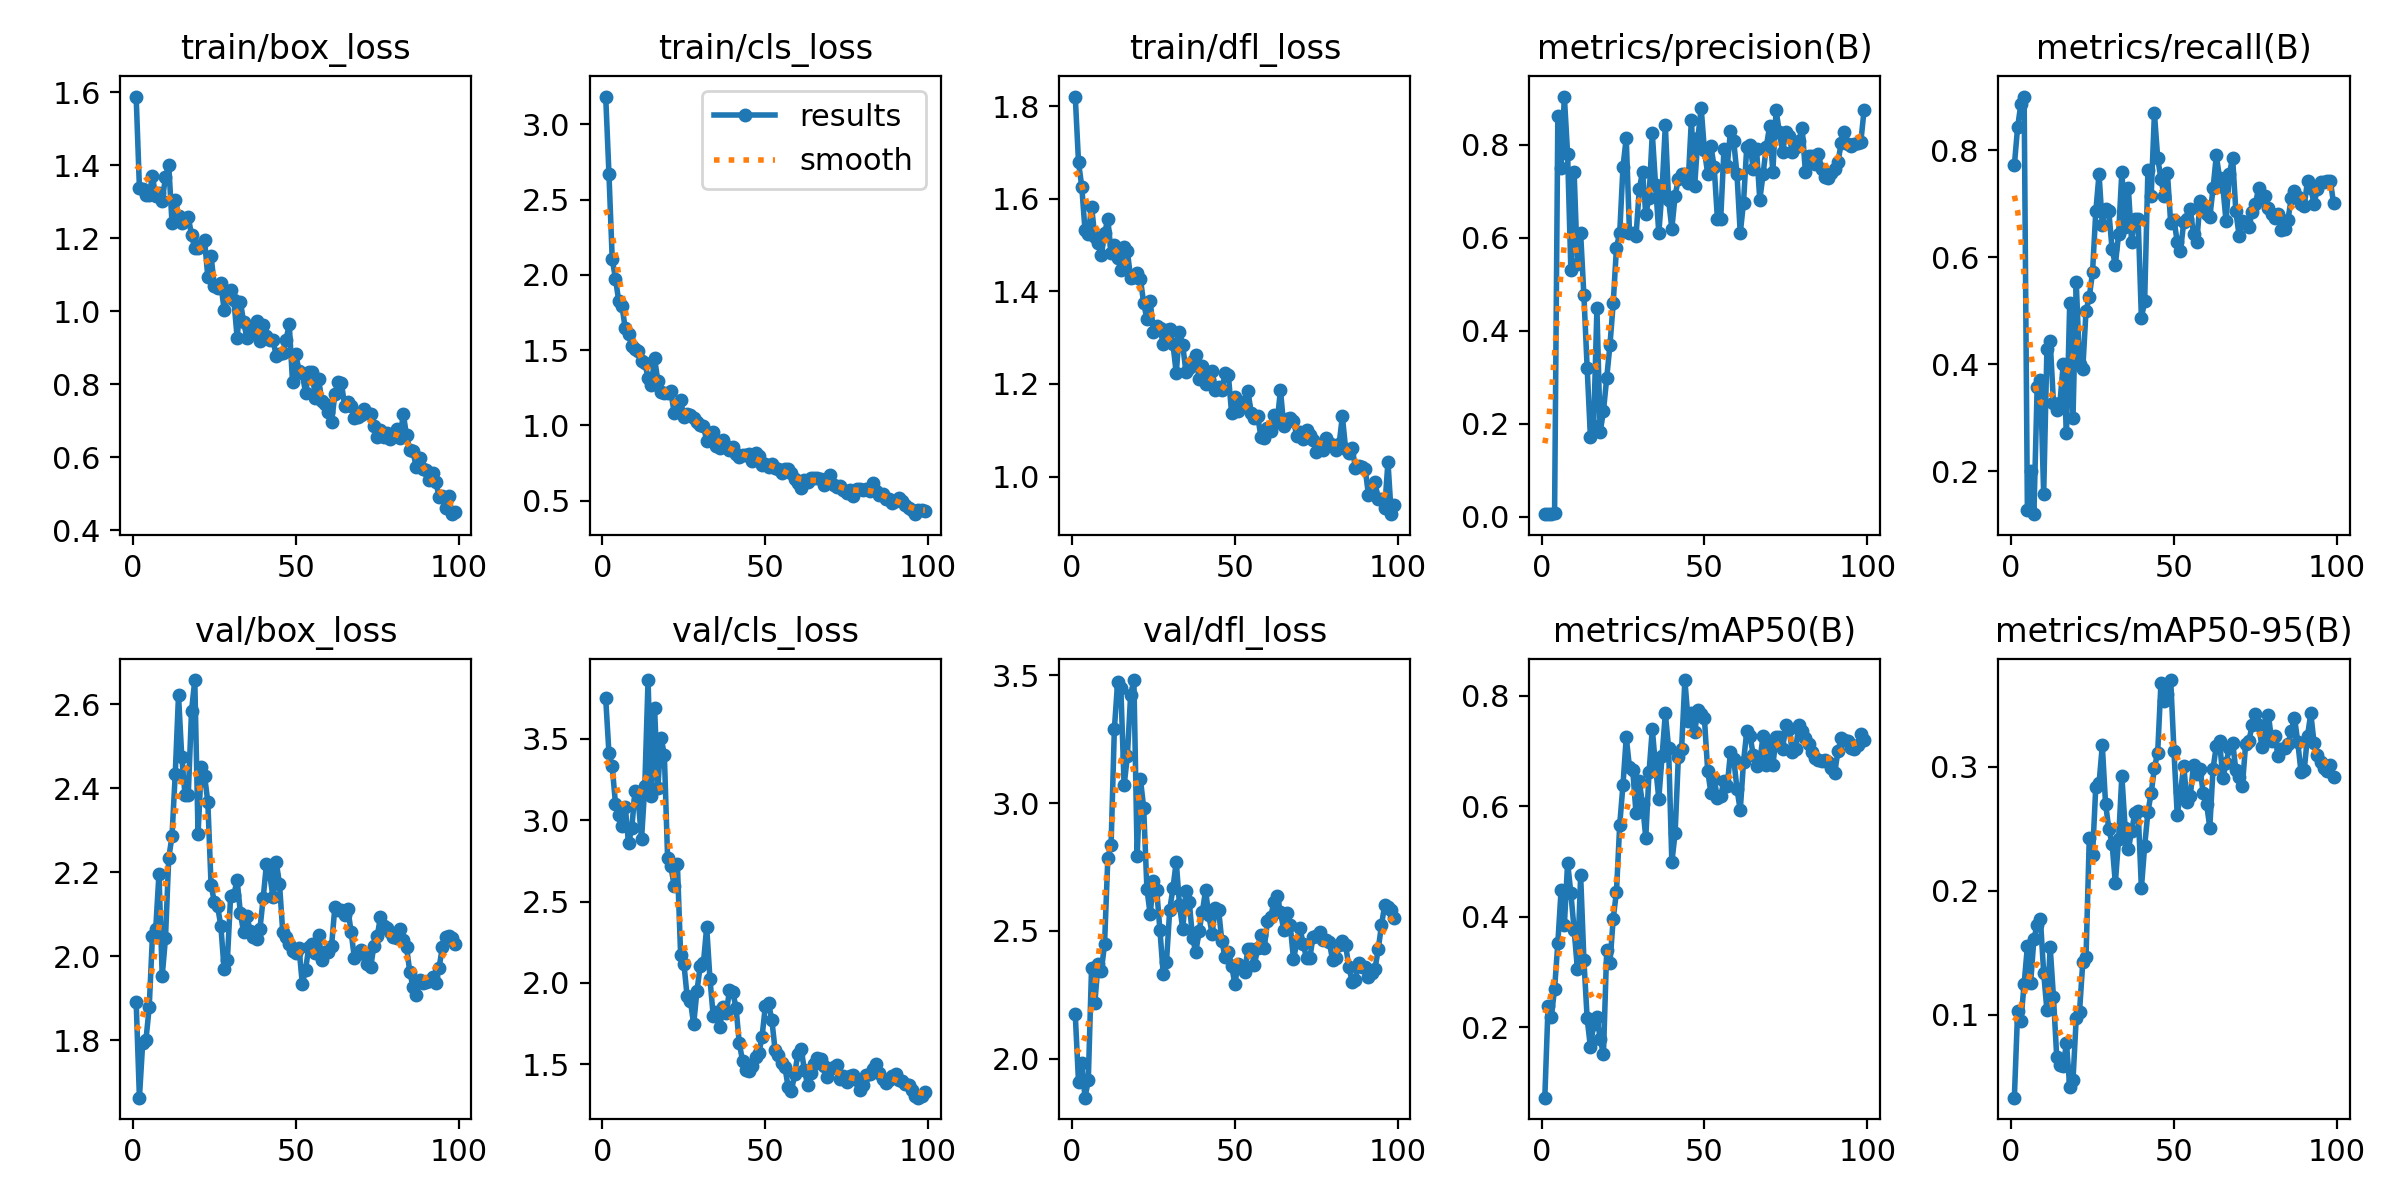 train/box_loss
1.6
1.4
1.2
1.0
0.8
0.6
0.4
0 50 100
train/cls_loss
results
smooth
3.0
2.5
2.0
1.5
1.0
0.5
0 50 100
train/dfl_loss
1.8
1.6
1.4
1.2
1.0
0 50 100
metrics/precision(B)
0.8
0.6
0.4
0.2
0.0
0 50 100
metrics/recall(B)
0.8
0.6
0.4
0.2
0 50 100
val/box_loss
2.6
2.4
2.2
2.0
1.8
0 50 100
val/cls_loss
3.5
3.0
2.5
2.0
1.5
0 50 100
val/dfl_loss
3.5
3.0
2.5
2.0
0 50 100
metrics/mAP50(B)
0.8
0.6
0.4
0.2
0 50 100
metrics/mAP50-95(B)
0.3
0.2
0.1
0 50 100